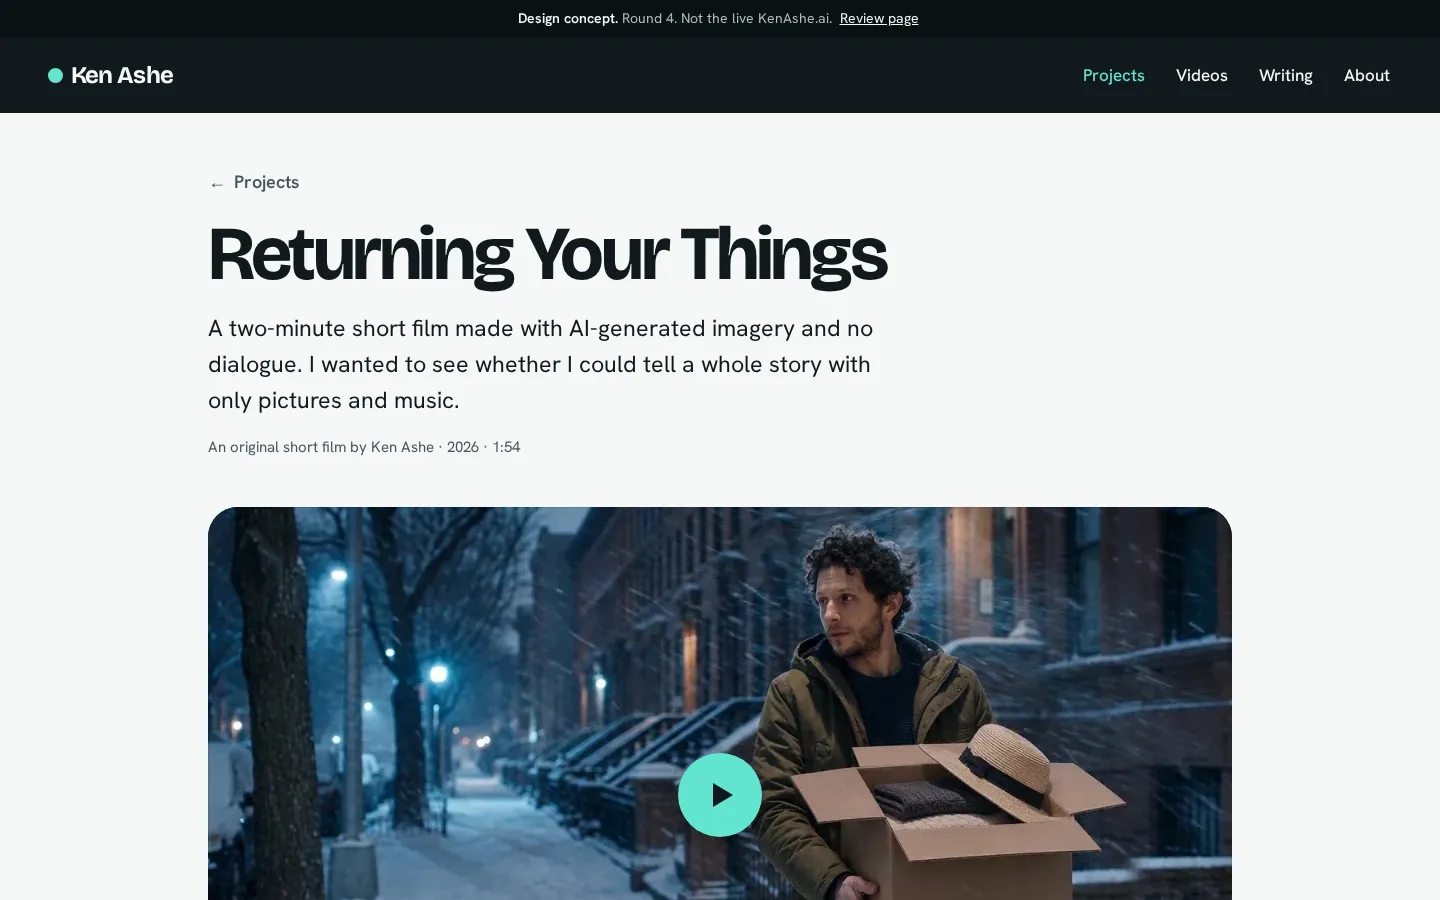 Design concept. Round 4. Not the live KenAshe.ai. Review page
Ken Ashe
Projects Videos Writing About
← Projects
Returning Your Things
A two-minute short film made with AI-generated imagery and no
dialogue. I wanted to see whether I could tell a whole story with
only pictures and music.
An original short film by Ken Ashe · 2026 · 1:54